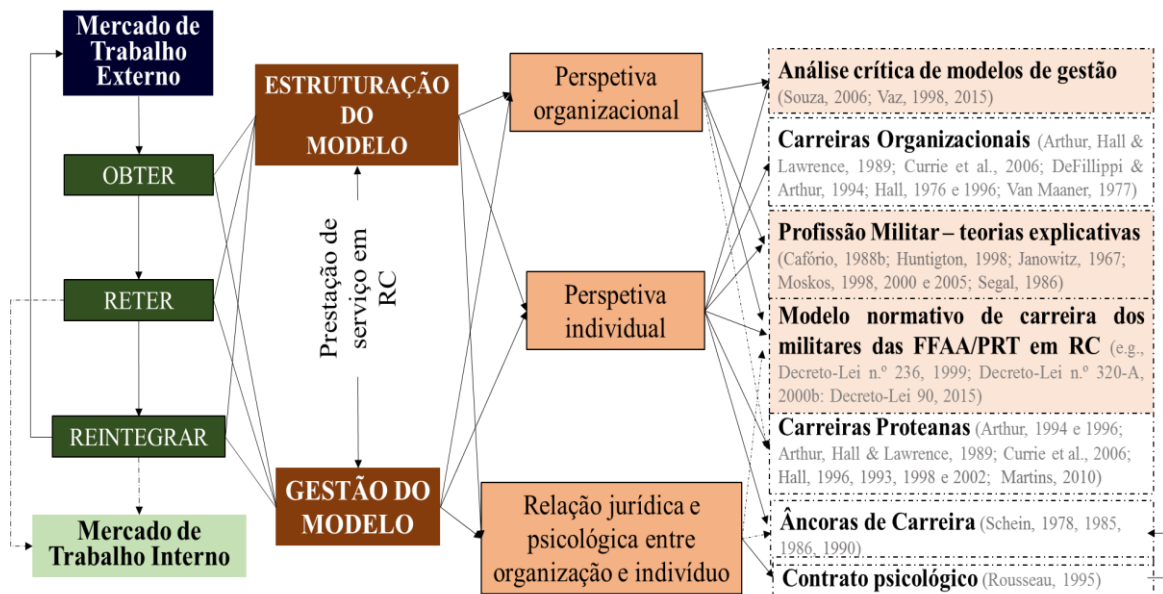 Mercado de
Trabalho
Externo
OBTER
RETER
REINTEGRAR
Mercado de
Trabalho Interno
ESTRUTURAÇÃO
DO
MODELO
Prestação de
serviço em
RC
GESTÃO DO
MODELO
Perspetiva
organizacional
Perspetiva
individual
Relação jurídica e
psicológica entre
organização e indivíduo
Análise crítica de modelos de gestão
(Souza, 2006; Vaz, 1998, 2015)
Carreiras Organizacionais (Arthur, Hall &
Lawrence, 1989; Currie et al., 2006; DeFillippi &
Arthur, 1994; Hall, 1976 e 1996; Van Maaner, 1977)
Profissão Militar – teorias explicativas
(Cafório, 1988b; Huntigton, 1998; Janowitz, 1967;
Moskos, 1998, 2000 e 2005; Segal, 1986)
Modelo normativo de carreira dos
militares das FFAA/PRT em RC (e.g.,
Decreto-Lei n.º 236, 1999; Decreto-Lei n.º 320-A,
2000b: Decreto-Lei 90, 2015)
Carreiras Proteanas (Arthur, 1994 e 1996;
Arthur, Hall & Lawrence, 1989; Currie et al., 2006;
Hall, 1996, 1993, 1998 e 2002; Martins, 2010)
Âncoras de Carreira (Schein, 1978, 1985,
1986, 1990)
Contrato psicológico (Rousseau, 1995)